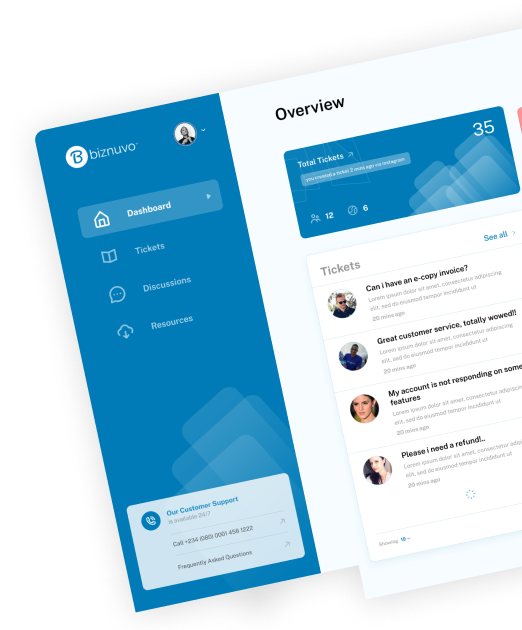 biznuvo
Dashboard
Tickets
Discussions
Resources
Our Customer Support
is available 24/7
Call +234 (080) 0001 456 1222
Frequently Asked Questions
Overview
Total Tickets
35
you created a ticket 2 mins ago via instagram
12
6
Tickets
See all
Can i have an e-copy invoice?
Lorem ipsum dolor sit amet, consectetur adipiscing
elit, sed do eiusmod tempor incididunt ut
20 mins ago
Great customer service, totally wowed!!
Lorem ipsum dolor sit amet, consectetur adipiscing
elit, sed do eiusmod tempor incididunt ut
20 mins ago
My account is not responding on some
features
Lorem ipsum dolor sit amet, consectetur adipiscing
elit, sed do eiusmod tempor incididunt ut
20 mins ago
Please i need a refund!..
Lorem ipsum dolor sit amet, consectetur
elit, sed do eiusmod tempor incididunt ut
20 mins ago
Showing 10